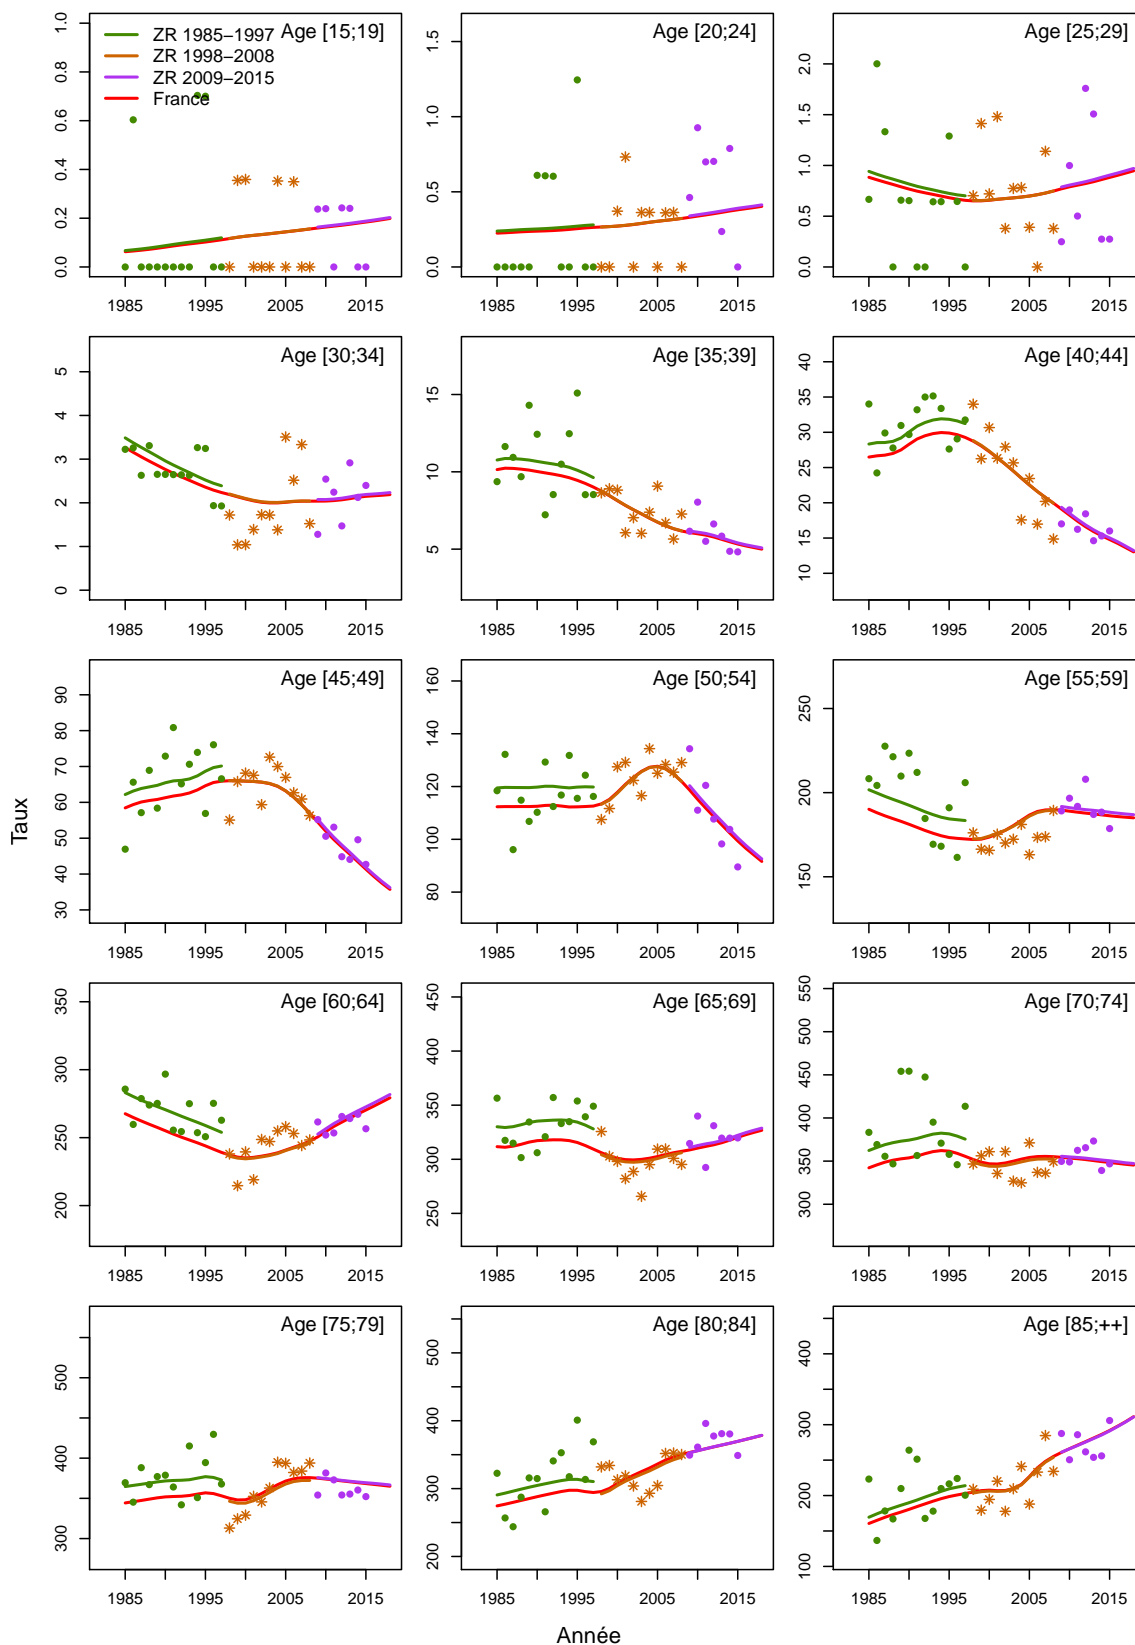 Age [15;19]
ZR 1985−1997
ZR 1998−2008
ZR 2009−2015
France
0.0 0.2 0.4 0.6 0.8 1.0
1985 1995 2005 2015
Age [20;24]
0.0 0.5 1.0 1.5
1985 1995 2005 2015
Age [25;29]
0.0 0.5 1.0 1.5 2.0
1985 1995 2005 2015
Age [30;34]
0 1 2 3 4 5
1985 1995 2005 2015
Age [35;39]
5 10 15
1985 1995 2005 2015
Age [40;44]
10 15 20 25 30 35 40
1985 1995 2005 2015
Age [45;49]
30 40 50 60 70 80 90
1985 1995 2005 2015
Age [50;54]
80 100 120 140 160
1985 1995 2005 2015
Age [55;59]
150 200 250
1985 1995 2005 2015
Age [60;64]
200 250 300 350
1985 1995 2005 2015
Age [65;69]
250 300 350 400 450
1985 1995 2005 2015
Age [70;74]
300 350 400 450 500 550
1985 1995 2005 2015
Age [75;79]
300 400 500
1985 1995 2005 2015
Age [80;84]
200 300 400 500
1985 1995 2005 2015
Age [85;++]
100 200 300 400
1985 1995 2005 2015
Taux
Année